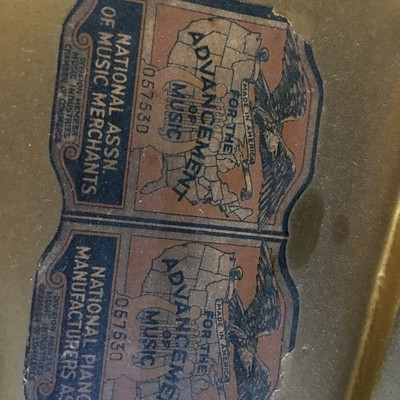 NATIONAL ASSN.
OF MUSIC MERCHANTS.
MADE IN AMERICA
FOR THE
ADVANCEMENT
OF
MUSIC
057530
NATIONAL PIANO
MANUFACTURERS
MADE IN AMERICA
FOR THE
ADVANCEMENT
OF
MUSIC
057530